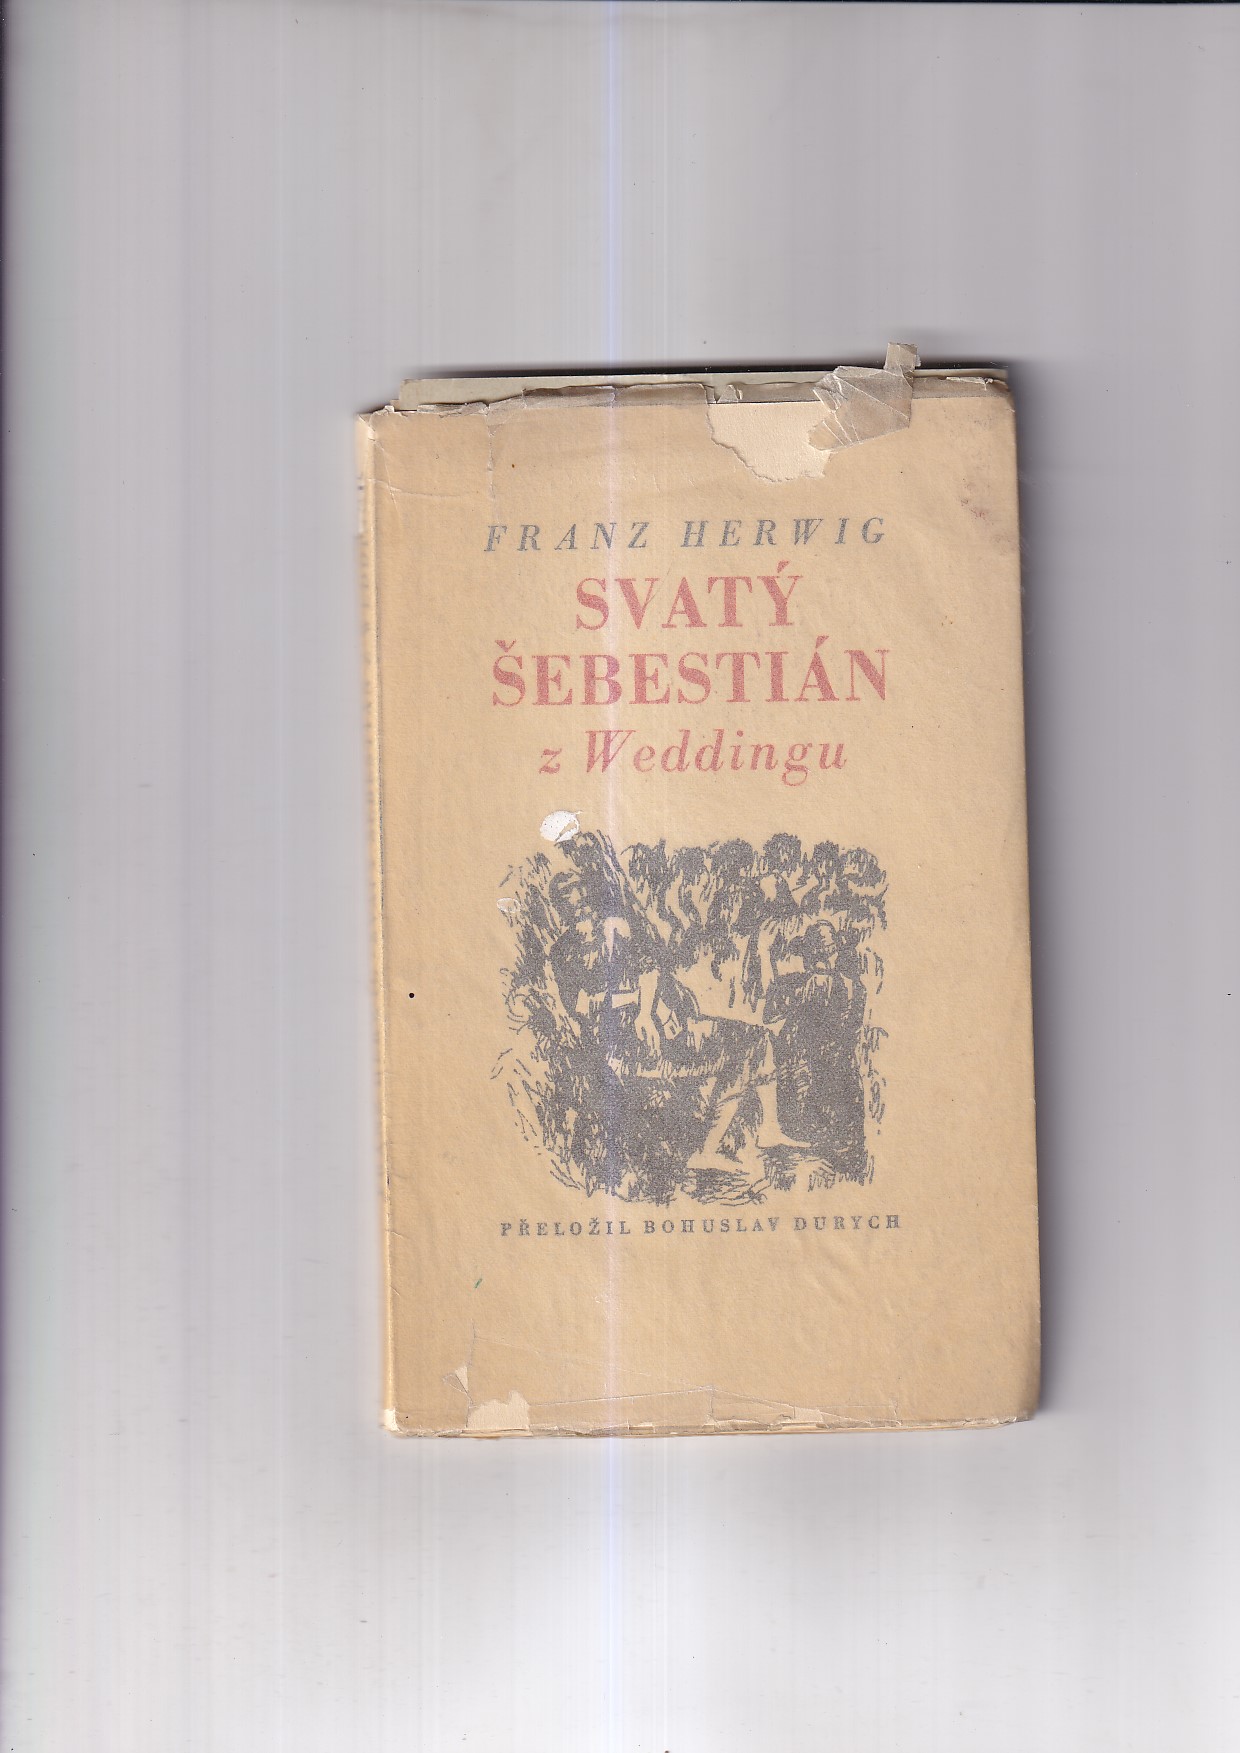 FRANZ HERWIG
SVATÝ
ŠEBESTIÁN
z Weddingu
PŘELOŽIL BOHUSLAV DURYCH